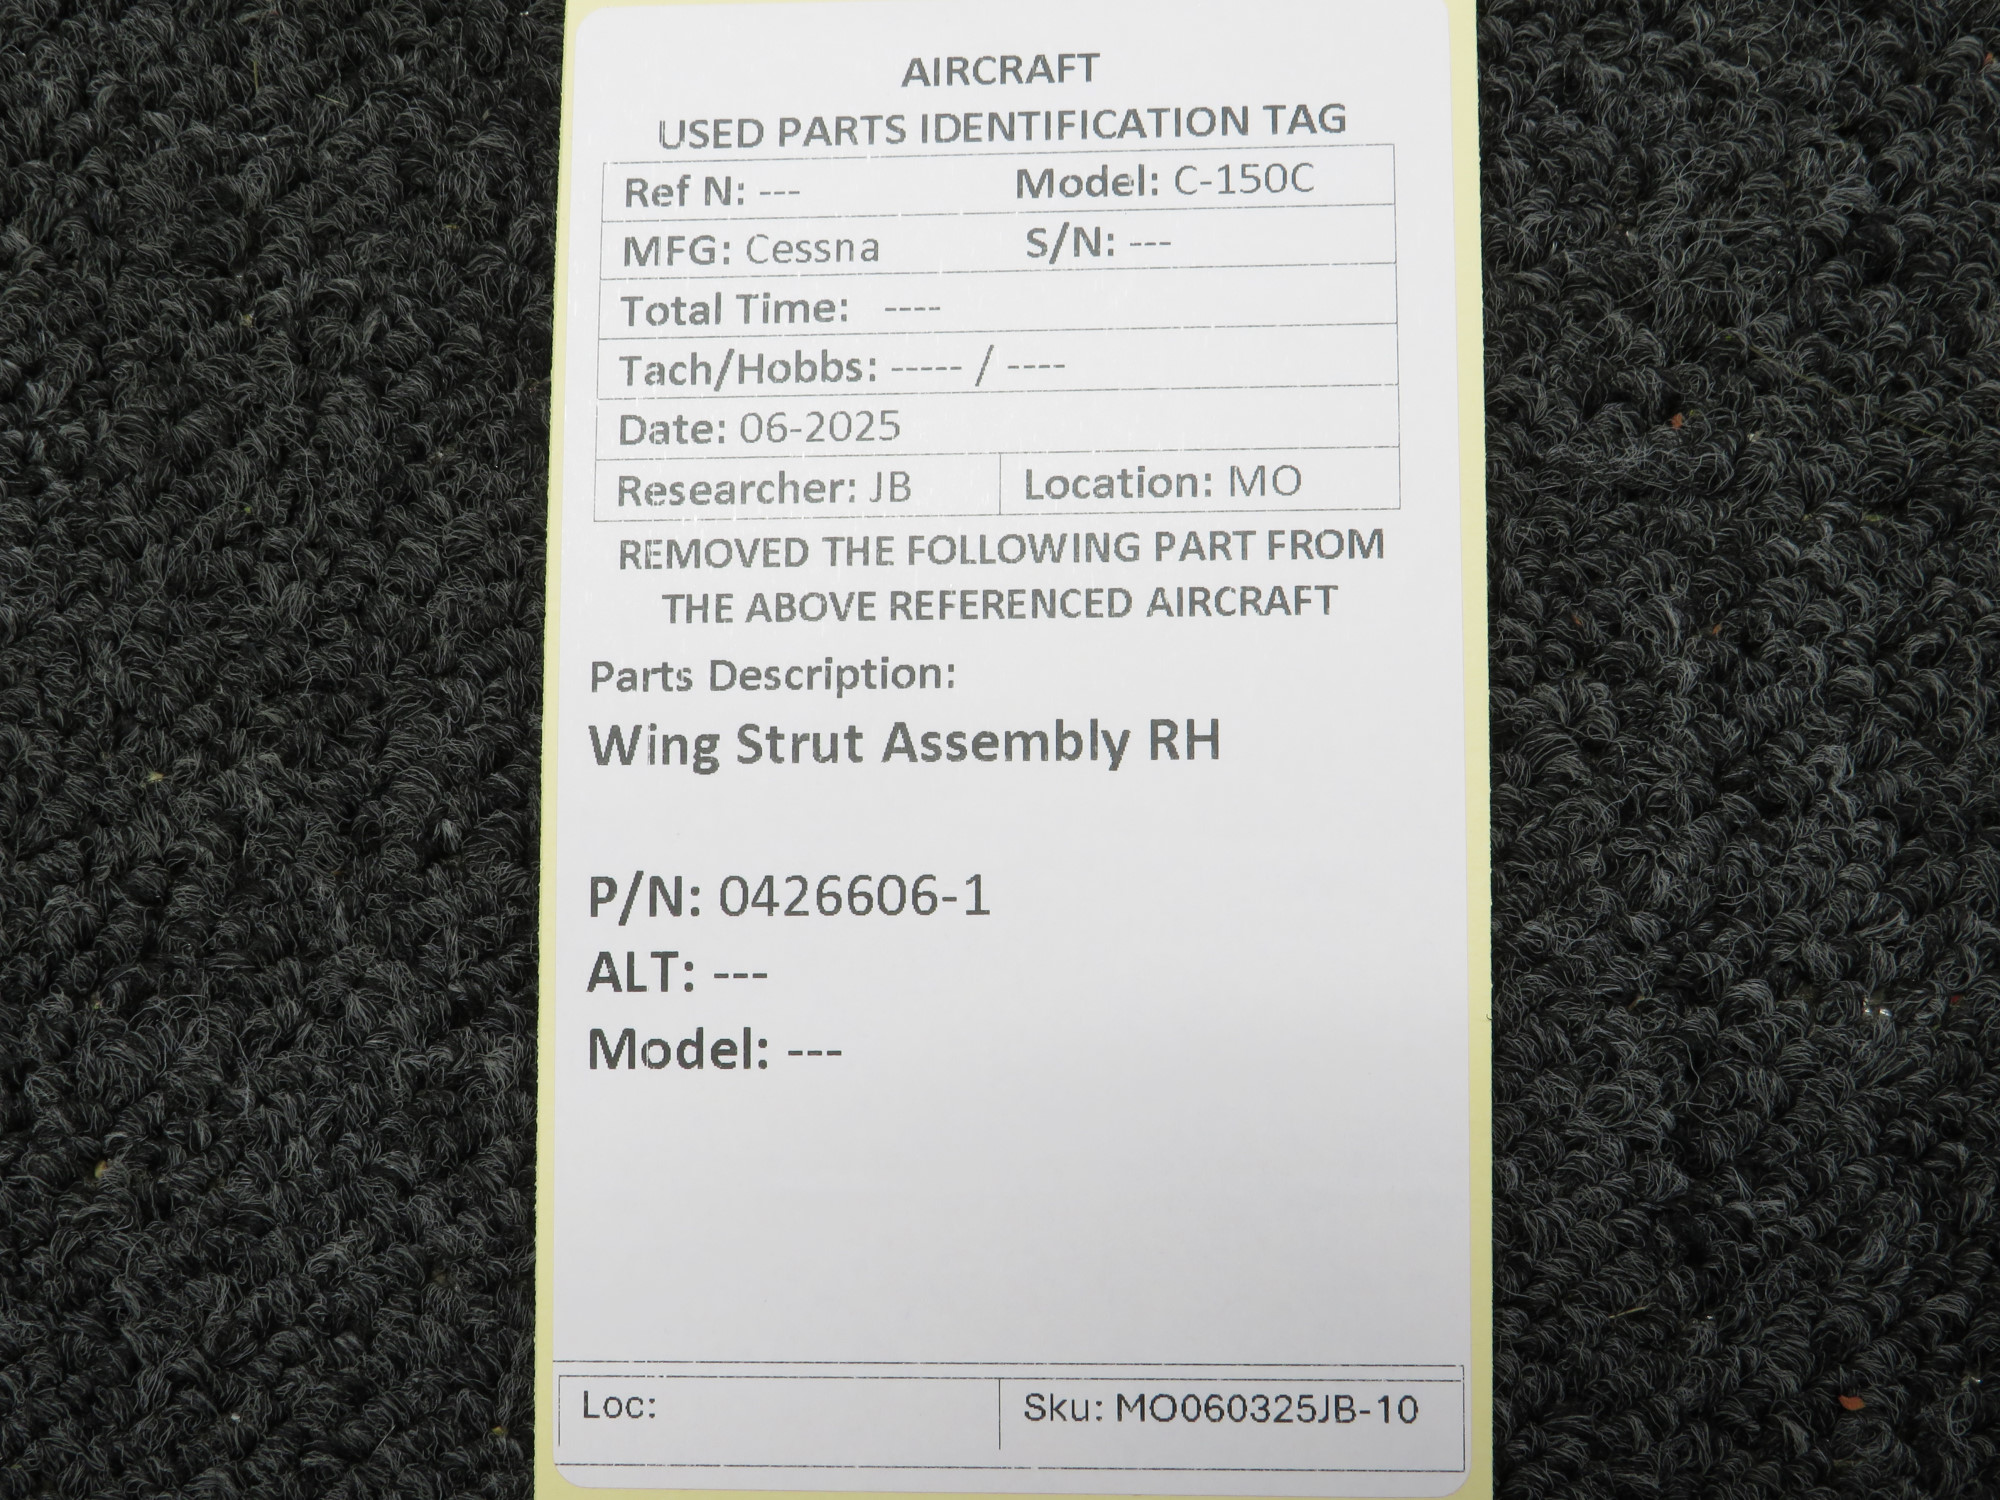 AIRCRAFT
USED PARTS IDENTIFICATION TAG
Ref N: --- Model: C-150C
MFG: Cessna S/N: ---
Total Time: ----
Tach/Hobbs: ----- / ----
Date: 06-2025
Researcher: JB Location: MO
REMOVED THE FOLLOWING PART FROM
THE ABOVE REFERENCED AIRCRAFT
Parts Description:
Wing Strut Assembly RH
P/N: 0426606-1
ALT: ---
Model: ---
Loc: Sku: MO060325JB-10